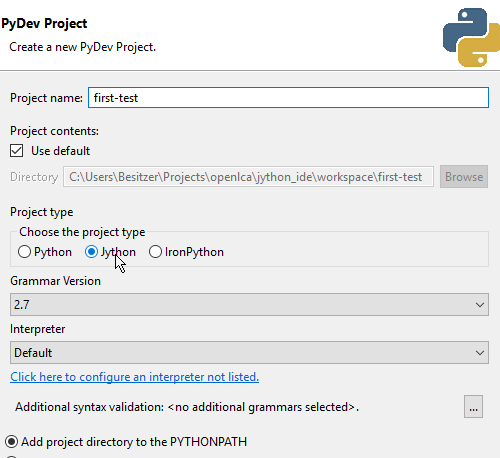 PyDev Project
Create a new PyDev Project.
Project name: first-test
Project contents:
Use default
Directory C:\Users\Besitzer\Projects\openlca\jython_ide\workspace\first-test Browse
Project type
Choose the project type
Python Jython IronPython
Grammar Version
2.7
Interpreter
Default
Click here to configure an interpreter not listed.
Additional syntax validation: <no additional grammars selected>. ...
Add project directory to the PYTHONPATH